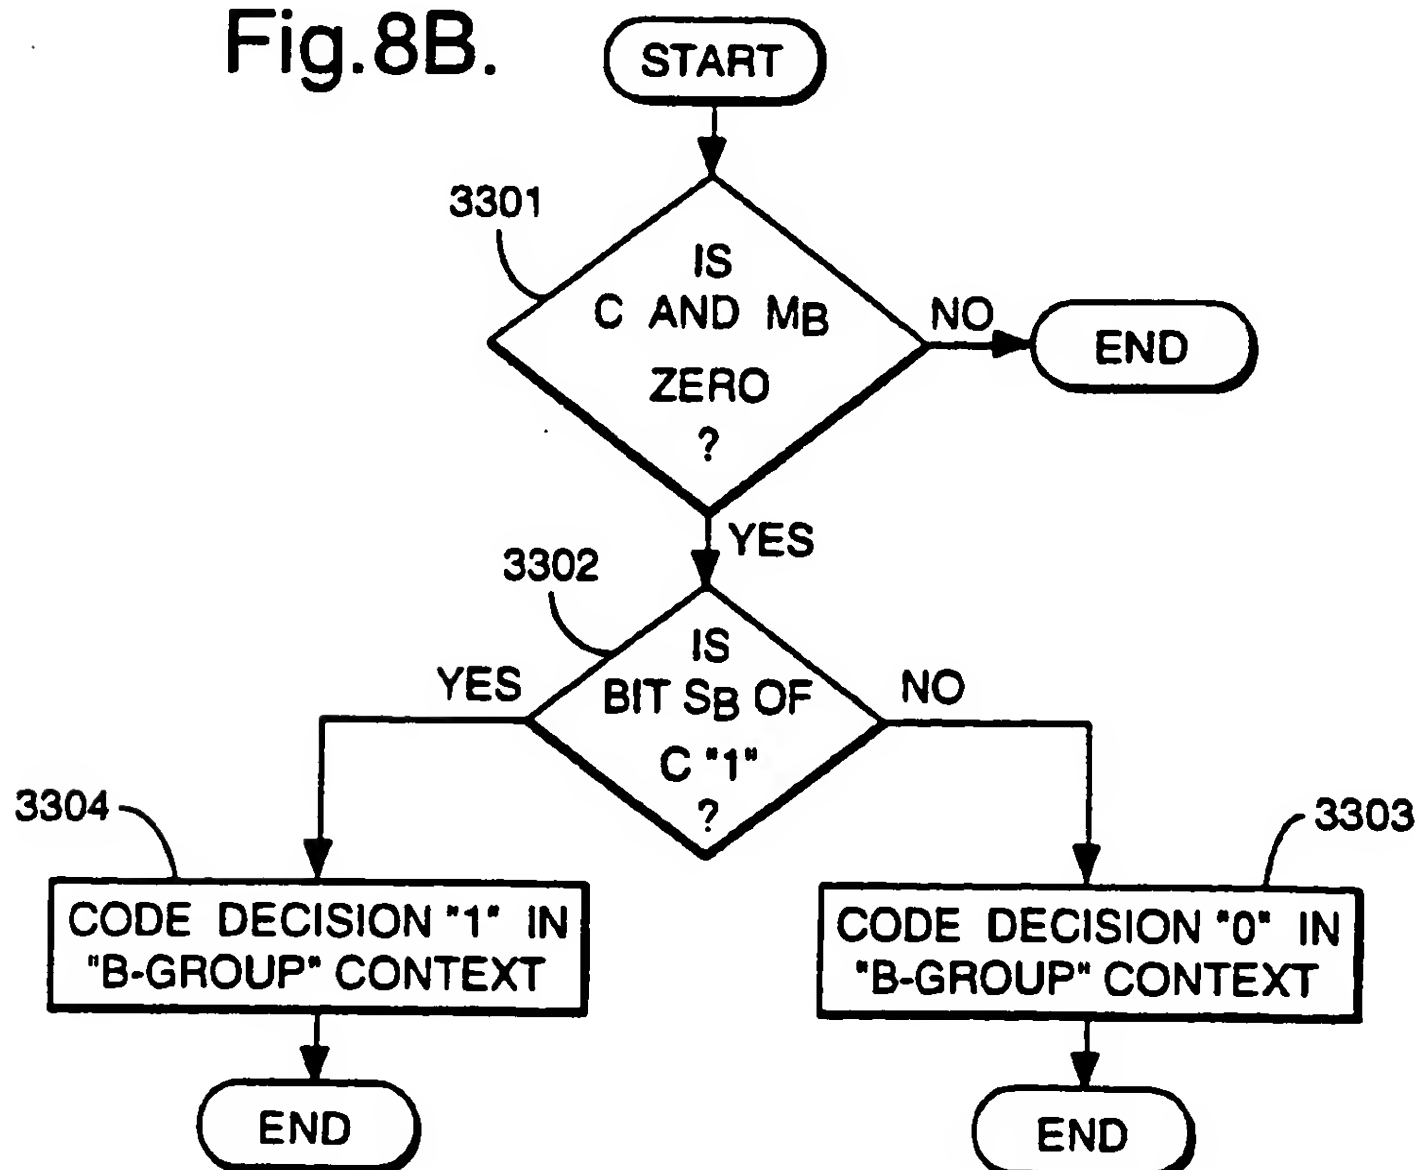 Fig.8B.
START
3301
IS
C AND MB
ZERO
?
NO
END
YES
3302
IS
BIT SB OF
C "1"
?
YES
NO
3304
3303
CODE DECISION "1" IN
"B-GROUP" CONTEXT
CODE DECISION "0" IN
"B-GROUP" CONTEXT
END
END